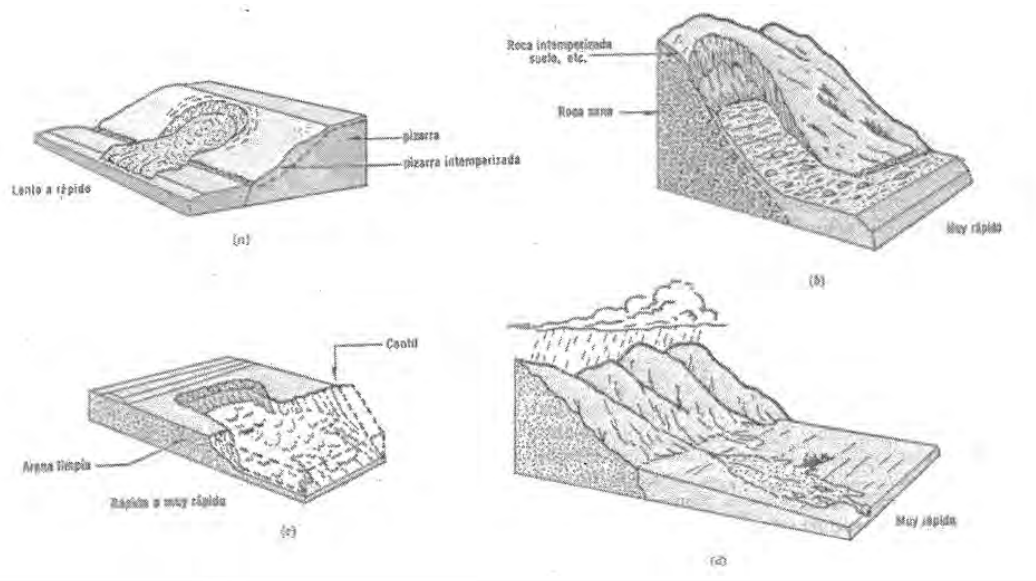 pizarra
pizarra intemperizada
Lento a rápido
(a)
Roca intemperizada
suelo, etc.
Roca sana
Muy rápido
(b)
Cantil
Arena limpia
Rápido a muy rápido
(c)
Muy rápido
(d)